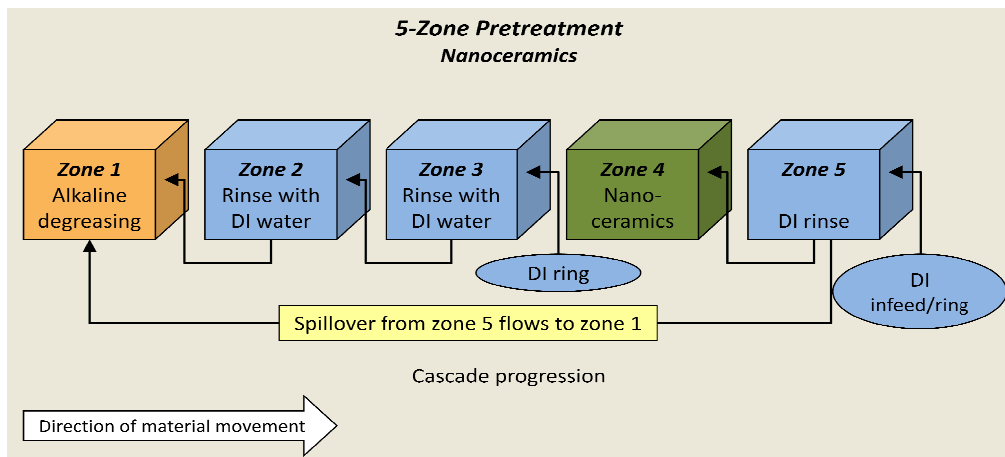 5-Zone Pretreatment
Nanoceramics
Zone 1
Alkaline
degreasing
Zone 2
Rinse with
DI water
Zone 3
Rinse with
DI water
Zone 4
Nano-
ceramics
Zone 5
DI rinse
DI ring
DI
infeed/ring
Spillover from zone 5 flows to zone 1
Cascade progression
Direction of material movement